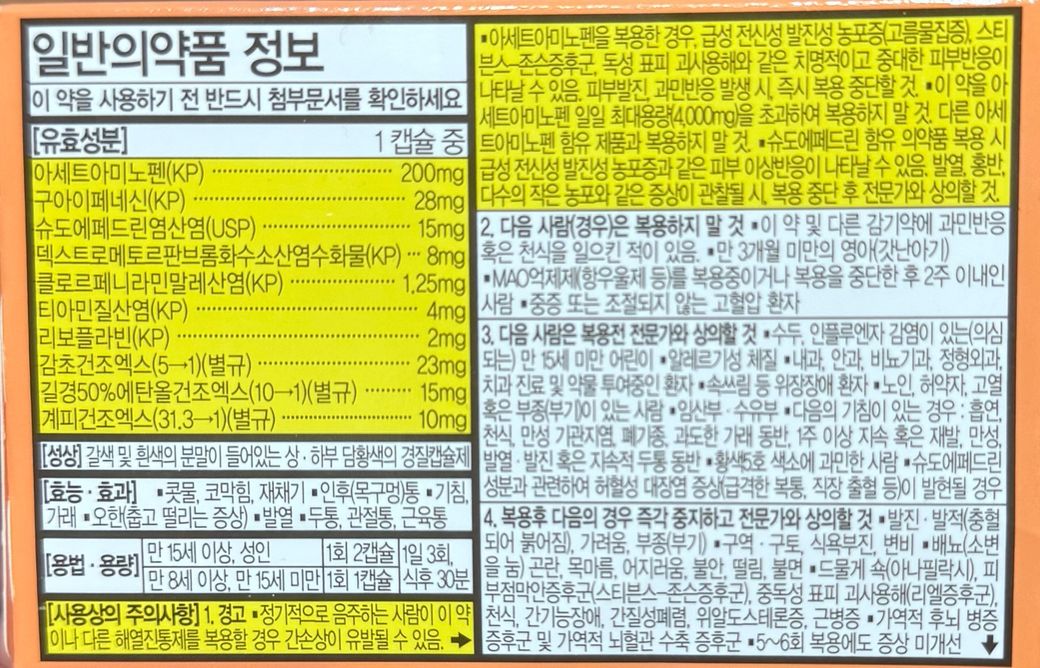 일반의약품 정보
이 약을 사용하기 전 반드시 첨부문서를 확인하세요
[유효성분] 1 캡슐 중
아세트아미노펜(KP) 200mg
구아이페네신(KP) 28mg
슈도에페드린염산염(USP) 15mg
덱스트로메토르판브롬화수소산염수화물(KP) 8mg
클로르페니라민말레산염(KP) 1.25mg
티아민질산염(KP) 4mg
리보플라빈(KP) 2mg
감초건조엑스(5→1)(별규) 23mg
길경50%에탄올건조엑스(10→1)(별규) 15mg
계피건조엑스(31.3→1)(별규) 10mg
[성상] 갈색 및 흰색의 분말이 들어있는 상·하부 담황색의 경질캡슐제
[효능·효과] ▪콧물, 코막힘, 재채기 ▪인후(목구멍)통 ▪기침,
가래 ▪오한(춥고 떨리는 증상) ▪발열 ▪두통, 관절통, 근육통
[용법·용량] 만 15세 이상, 성인 1회 2캡슐 1일 3회,
만 8세 이상, 만 15세 미만 1회 1캡슐 식후 30분
[사용상의 주의사항] 1. 경고 ▪정기적으로 음주하는 사람이 이 약
이나 다른 해열진통제를 복용할 경우 간손상이 유발될 수 있음. →
▪아세트아미노펜을 복용한 경우, 급성 전신성 발진성 농포증(고름물집증), 스티
븐스-존슨증후군, 독성 표피 괴사용해와 같은 치명적이고 중대한 피부반응이
나타날 수 있음. 피부발진, 과민반응 발생 시, 즉시 복용 중단할 것. ▪이 약을 아
세트아미노펜 일일 최대용량(4,000mg)을 초과하여 복용하지 말 것. 다른 아세
트아미노펜 함유 제품과 복용하지 말 것. ▪슈도에페드린 함유 의약품 복용 시
급성 전신성 발진성 농포증과 같은 피부 이상반응이 나타날 수 있음. 발열, 홍반,
다수의 작은 농포와 같은 증상이 관찰될 시, 복용 중단 후 전문가와 상의할 것.
2. 다음 사람(경우)은 복용하지 말 것 ▪이 약 및 다른 감기약에 과민반응
혹은 천식을 일으킨 적이 있음. ▪만 3개월 미만의 영아(갓난아기)
▪MAO억제제(항우울제 등)를 복용중이거나 복용을 중단한 후 2주 이내인
사람 ▪중증 또는 조절되지 않는 고혈압 환자
3. 다음 사람은 복용전 전문가와 상의할 것 ▪수두, 인플루엔자 감염이 있는(의심
되는) 만 15세 미만 어린이 ▪알레르기성 체질 ▪내과, 안과, 비뇨기과, 정형외과,
치과 진료 및 약물 투여중인 환자 ▪속쓰림 등 위장장애 환자 ▪노인, 허약자, 고열
혹은 부종(부기)이 있는 사람 ▪임산부·수유부 ▪다음의 기침이 있는 경우 : 흡연,
천식, 만성 기관지염, 폐기종, 과도한 가래 동반, 1주 이상 지속 혹은 재발, 만성,
발열·발진 혹은 지속적 두통 동반 ▪황색5호 색소에 과민한 사람 ▪슈도에페드린
성분과 관련하여 허혈성 대장염 증상(급격한 복통, 직장 출혈 등)이 발현될 경우
4. 복용후 다음의 경우 즉각 중지하고 전문가와 상의할 것 ▪발진·발적(충혈
되어 붉어짐), 가려움, 부종(부기) ▪구역·구토, 식욕부진, 변비 ▪배뇨(소변
을 눔) 곤란, 목마름, 어지러움, 불안, 떨림, 불면 ▪드물게 쇽(아나필락시), 피
부점막안증후군(스티븐스-존슨증후군), 중독성 표피 괴사용해(리엘증후군),
천식, 간기능장애, 간질성폐렴, 위알도스테론증, 근병증 ▪가역적 후뇌 병증
증후군 및 가역적 뇌혈관 수축 증후군 ▪5~6회 복용에도 증상 미개선 ↓